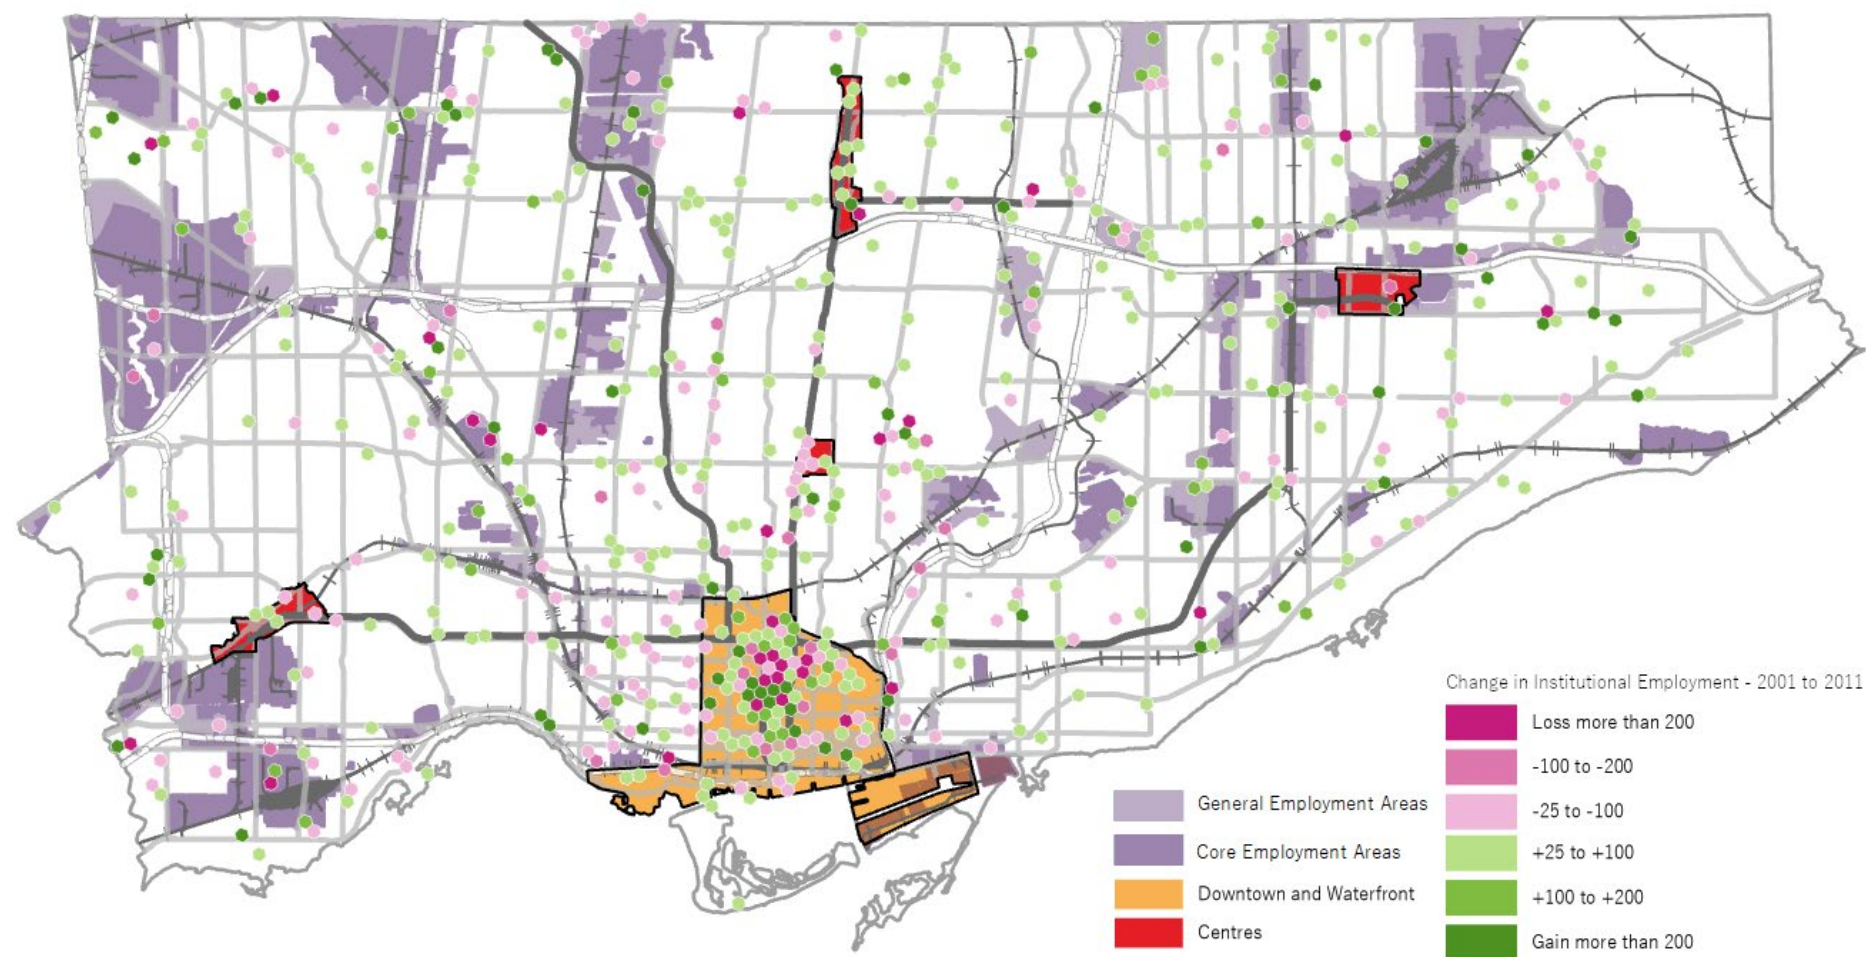 Change in Institutional Employment - 2001 to 2011
Loss more than 200
-100 to -200
-25 to -100
+25 to +100
+100 to +200
Gain more than 200
General Employment Areas
Core Employment Areas
Downtown and Waterfront
Centres